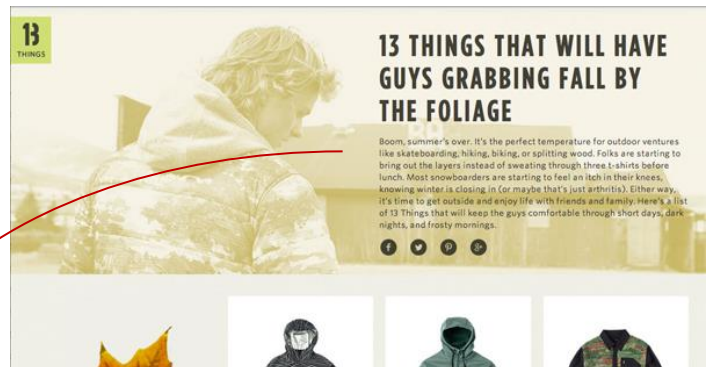 13
THINGS
13 THINGS THAT WILL HAVE
GUYS GRABBING FALL BY
THE FOLIAGE
Boom, summer's over. It's the perfect temperature for outdoor ventures
like skateboarding, hiking, biking, or splitting wood. Folks are starting to
bring out the layers instead of sweating through three t-shirts before
lunch. Most snowboarders are starting to feel an itch in their knees,
knowing winter is closing in (or maybe that's just arthritis). Either way,
it's time to get outside and enjoy life with friends and family. Here's a list
of 13 Things that will keep the guys comfortable through short days, dark
nights, and frosty mornings.